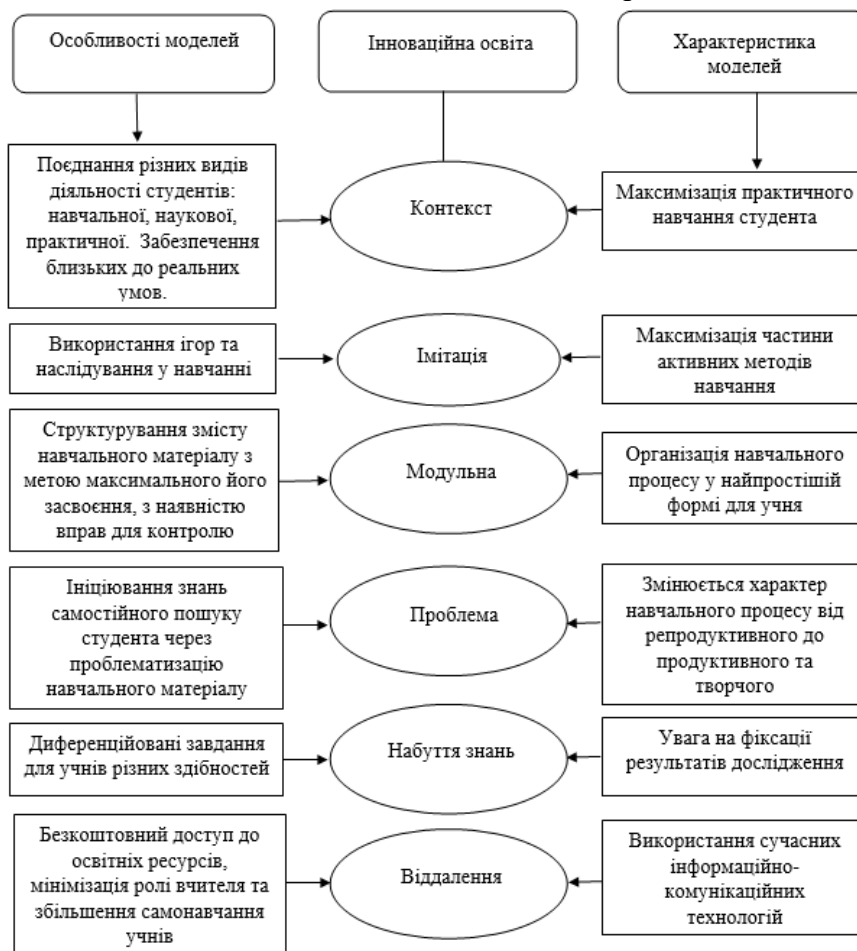 Особливості моделей
Інноваційна освіта
Характеристика
моделей
Поєднання різних видів
діяльності студентів:
навчальної, наукової,
практичної. Забезпечення
близьких до реальних
умов.
Контекст
Максимізація практичного
навчання студента
Використання ігор та
наслідування у навчанні
Імітація
Максимізація частини
активних методів
навчання
Структурування змісту
навчального матеріалу з
метою максимального його
засвоєння, з наявністю
вправ для контролю
Модульна
Організація навчального
процесу у найпростішій
формі для учня
Ініціювання знань
самостійного пошуку
студента через
проблематизацію
навчального матеріалу
Проблема
Змінюється характер
навчального процесу від
репродуктивного до
продуктивного та
творчого
Диференційовані завдання
для учнів різних здібностей
Набуття знань
Увага на фіксації
результатів дослідження
Безкоштовний доступ до
освітніх ресурсів,
мінімізація ролі вчителя та
збільшення самонавчання
учнів
Віддалення
Використання сучасних
інформаційно-
комунікаційних
технологій